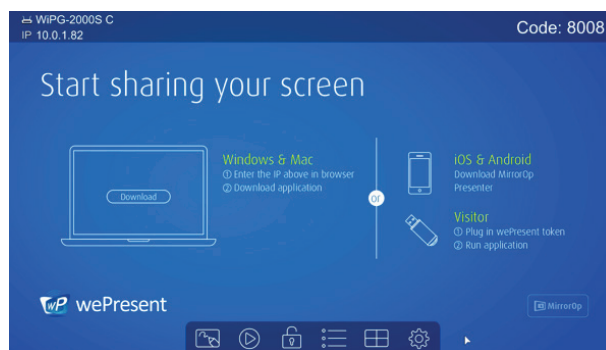 WiPG-2000S C
IP 10.0.1.82
Code: 8008
Start sharing your screen
Download
Windows & Mac
① Enter the IP above in browser
② Download application
or
iOS & Android
Download MirrorOp
Presenter
Visitor
① Plug in wePresent token
② Run application
wP wePresent
MirrorOp